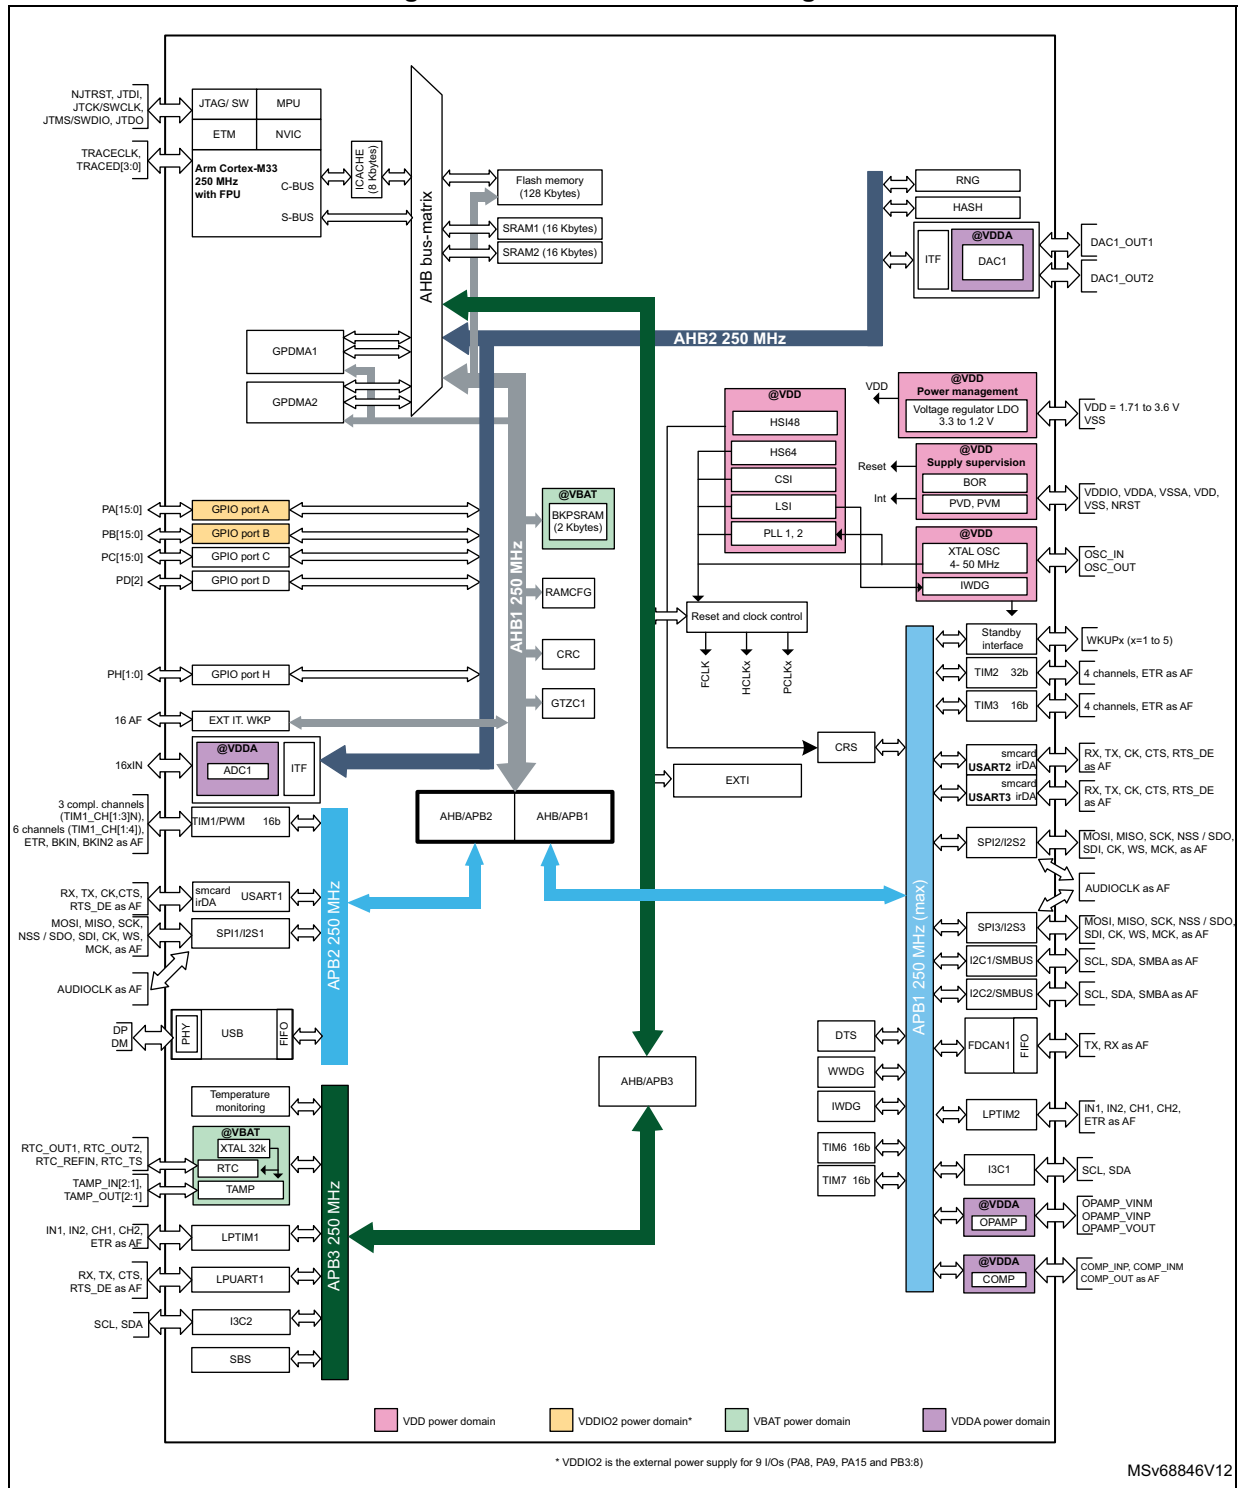 NJTRST, JTDI,
JTCK/SWCLK,
JTMS/SWDIO, JTDO
TRACECLK,
TRACED[3:0]
JTAG/ SW
MPU
ETM
NVIC
Arm Cortex-M33
250 MHz
with FPU
C-BUS
S-BUS
ICACHE
(8 Kbytes)
AHB bus-matrix
Flash memory
(128 Kbytes)
SRAM1 (16 Kbytes)
SRAM2 (16 Kbytes)
RNG
HASH
@VDDA
ITF
DAC1
DAC1_OUT1
DAC1_OUT2
GPDMA1
GPDMA2
AHB2 250 MHz
@VDD
HSI48
HS64
CSI
LSI
PLL 1, 2
VDD
@VDD
Power management
Voltage regulator LDO
3.3 to 1.2 V
VDD = 1.71 to 3.6 V
VSS
@VDD
Supply supervision
Reset
BOR
Int
PVD, PVM
VDDIO, VDDA, VSSA, VDD,
VSS, NRST
XTAL OSC
4- 50 MHz
IWDG
OSC_IN
OSC_OUT
PA[15:0]
GPIO port A
PB[15:0]
GPIO port B
PC[15:0]
GPIO port C
PD[2]
GPIO port D
PH[1:0]
GPIO port H
16 AF
EXT IT. WKP
16xIN
@VDDA
ADC1
ITF
AHB1 250 MHz
@VBAT
BKPSRAM
(2 Kbytes)
RAMCFG
CRC
GTZC1
Reset and clock control
FCLK
HCLKx
PCLKx
CRS
EXTI
AHB/APB2
AHB/APB1
3 compl. channels
(TIM1_CH[1:3]N),
6 channels (TIM1_CH[1:4]),
ETR, BKIN, BKIN2 as AF
TIM1/PWM 16b
RX, TX, CK,CTS,
RTS_DE as AF
smcard
irDA
USART1
MOSI, MISO, SCK,
NSS / SDO, SDI, CK, WS,
MCK, as AF
SPI1/I2S1
AUDIOCLK as AF
DP
DM
PHY
USB
FIFO
APB2 250 MHz
Standby
interface
WKUPx (x=1 to 5)
TIM2 32b
4 channels, ETR as AF
TIM3 16b
4 channels, ETR as AF
smcard
USART2 irDA
RX, TX, CK, CTS, RTS_DE
as AF
smcard
USART3 irDA
RX, TX, CK, CTS, RTS_DE
as AF
SPI2/I2S2
MOSI, MISO, SCK, NSS / SDO,
SDI, CK, WS, MCK, as AF
AUDIOCLK as AF
SPI3/I2S3
MOSI, MISO, SCK, NSS / SDO,
SDI, CK, WS, MCK, as AF
I2C1/SMBUS
SCL, SDA, SMBA as AF
I2C2/SMBUS
SCL, SDA, SMBA as AF
APB1 250 MHz (max)
DTS
WWDG
IWDG
TIM6 16b
TIM7 16b
FDCAN1
FIFO
TX, RX as AF
LPTIM2
IN1, IN2, CH1, CH2,
ETR as AF
I3C1
SCL, SDA
@VDDA
OPAMP
OPAMP_VINM
OPAMP_VINP
OPAMP_VOUT
@VDDA
COMP
COMP_INP, COMP_INM
COMP_OUT as AF
AHB/APB3
Temperature
monitoring
@VBAT
XTAL 32k
RTC
TAMP
RTC_OUT1, RTC_OUT2,
RTC_REFIN, RTC_TS
TAMP_IN[2:1],
TAMP_OUT[2:1]
IN1, IN2, CH1, CH2,
ETR as AF
LPTIM1
RX, TX, CTS,
RTS_DE as AF
LPUART1
SCL, SDA
I3C2
SBS
APB3 250 MHz
VDD power domain
VDDIO2 power domain*
VBAT power domain
VDDA power domain
* VDDIO2 is the external power supply for 9 I/Os (PA8, PA9, PA15 and PB3:8)
MSv68846V12